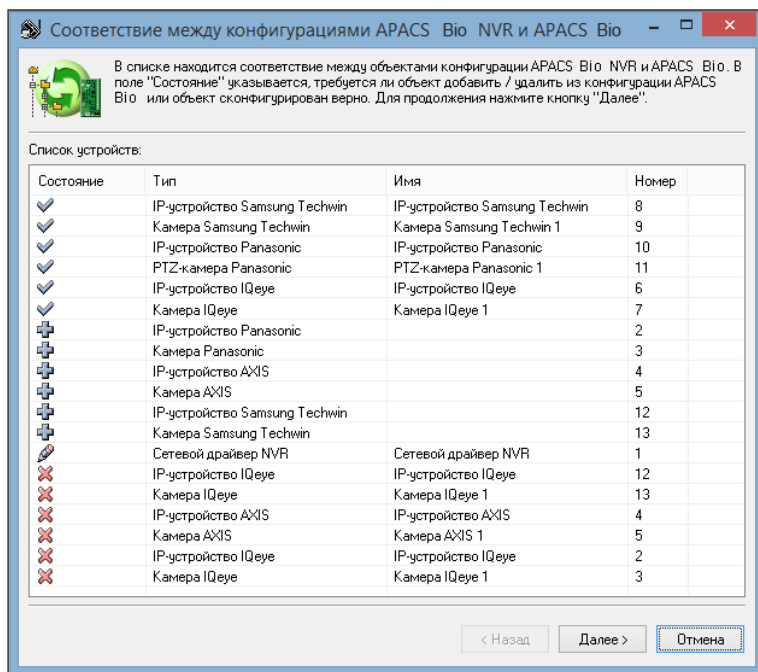 Соответствие между конфигурациями APACS Bio NVR и APACS Bio
В списке находится соответствие между объектами конфигурации APACS Bio NVR и APACS Bio. В
поле "Состояние" указывается, требуется ли объект добавить / удалить из конфигурации APACS
Bio или объект сконфигурирован верно. Для продолжения нажмите кнопку "Далее".
Список устройств:
Состояние Тип Имя Номер
IP-устройство Samsung Techwin IP-устройство Samsung Techwin 8
Камера Samsung Techwin Камера Samsung Techwin 1 9
IP-устройство Panasonic IP-устройство Panasonic 10
PTZ-камера Panasonic PTZ-камера Panasonic 1 11
IP-устройство IQeye IP-устройство IQeye 6
Камера IQeye Камера IQeye 1 7
IP-устройство Panasonic 2
Камера Panasonic 3
IP-устройство AXIS 4
Камера AXIS 5
IP-устройство Samsung Techwin 12
Камера Samsung Techwin 13
Сетевой драйвер NVR Сетевой драйвер NVR 1
IP-устройство IQeye IP-устройство IQeye 12
Камера IQeye Камера IQeye 1 13
IP-устройство AXIS IP-устройство AXIS 4
Камера AXIS Камера AXIS 1 5
IP-устройство IQeye IP-устройство IQeye 2
Камера IQeye Камера IQeye 1 3
< Назад Далее > Отмена